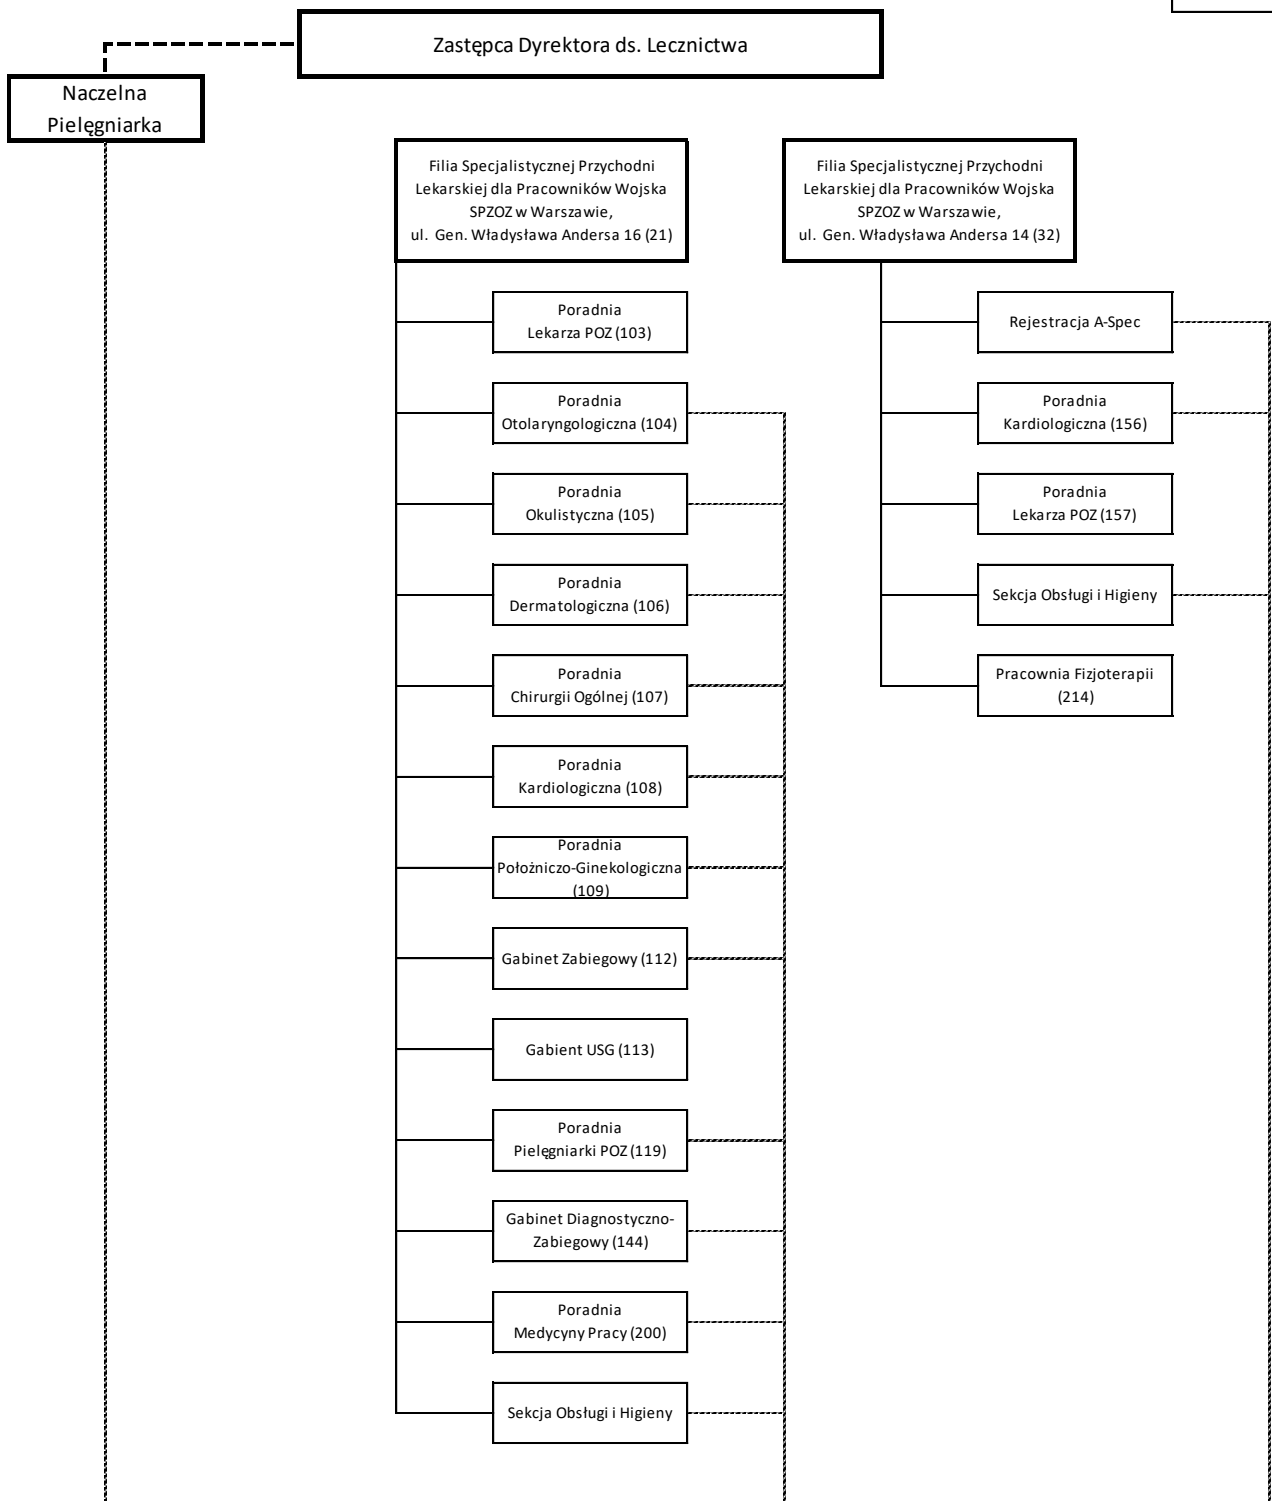 Zastępca Dyrektora ds. Lecznictwa
Naczelna
Pielęgniarka
Filia Specjalistycznej Przychodni
Lekarskiej dla Pracowników Wojska
SPZOZ w Warszawie,
ul. Gen. Władysława Andersa 16 (21)
Poradnia
Lekarza POZ (103)
Poradnia
Otolaryngologiczna (104)
Poradnia
Okulistyczna (105)
Poradnia
Dermatologiczna (106)
Poradnia
Chirurgii Ogólnej (107)
Poradnia
Kardiologiczna (108)
Poradnia
Położniczo-Ginekologiczna
(109)
Gabinet Zabiegowy (112)
Gabient USG (113)
Poradnia
Pielęgniarki POZ (119)
Gabinet Diagnostyczno-
Zabiegowy (144)
Poradnia
Medycyny Pracy (200)
Sekcja Obsługi i Higieny
Filia Specjalistycznej Przychodni
Lekarskiej dla Pracowników Wojska
SPZOZ w Warszawie,
ul. Gen. Władysława Andersa 14 (32)
Rejestracja A-Spec
Poradnia
Kardiologiczna (156)
Poradnia
Lekarza POZ (157)
Sekcja Obsługi i Higieny
Pracownia Fizjoterapii
(214)